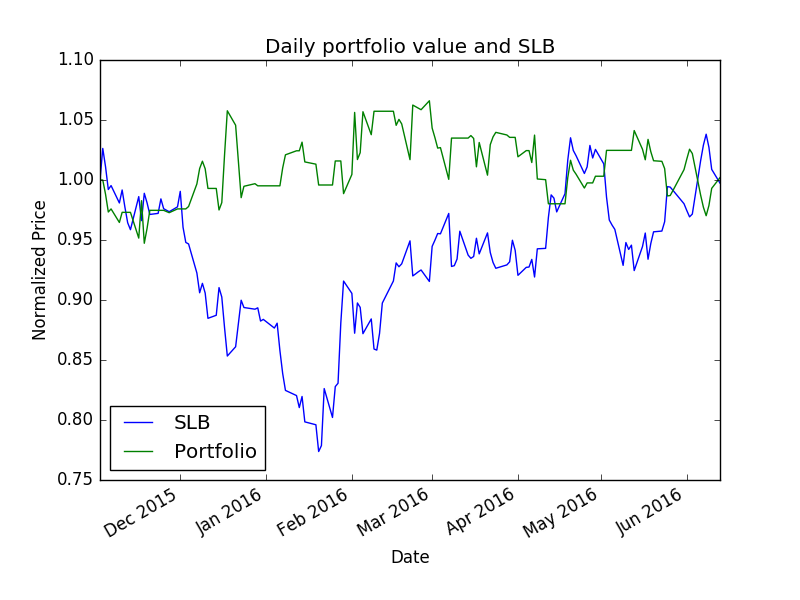 Daily portfolio value and SLB
1.10
1.05
1.00
0.95
0.90
0.85
0.80
0.75
Normalized Price
SLB
Portfolio
Dec 2015
Jan 2016
Feb 2016
Mar 2016
Apr 2016
May 2016
Jun 2016
Date